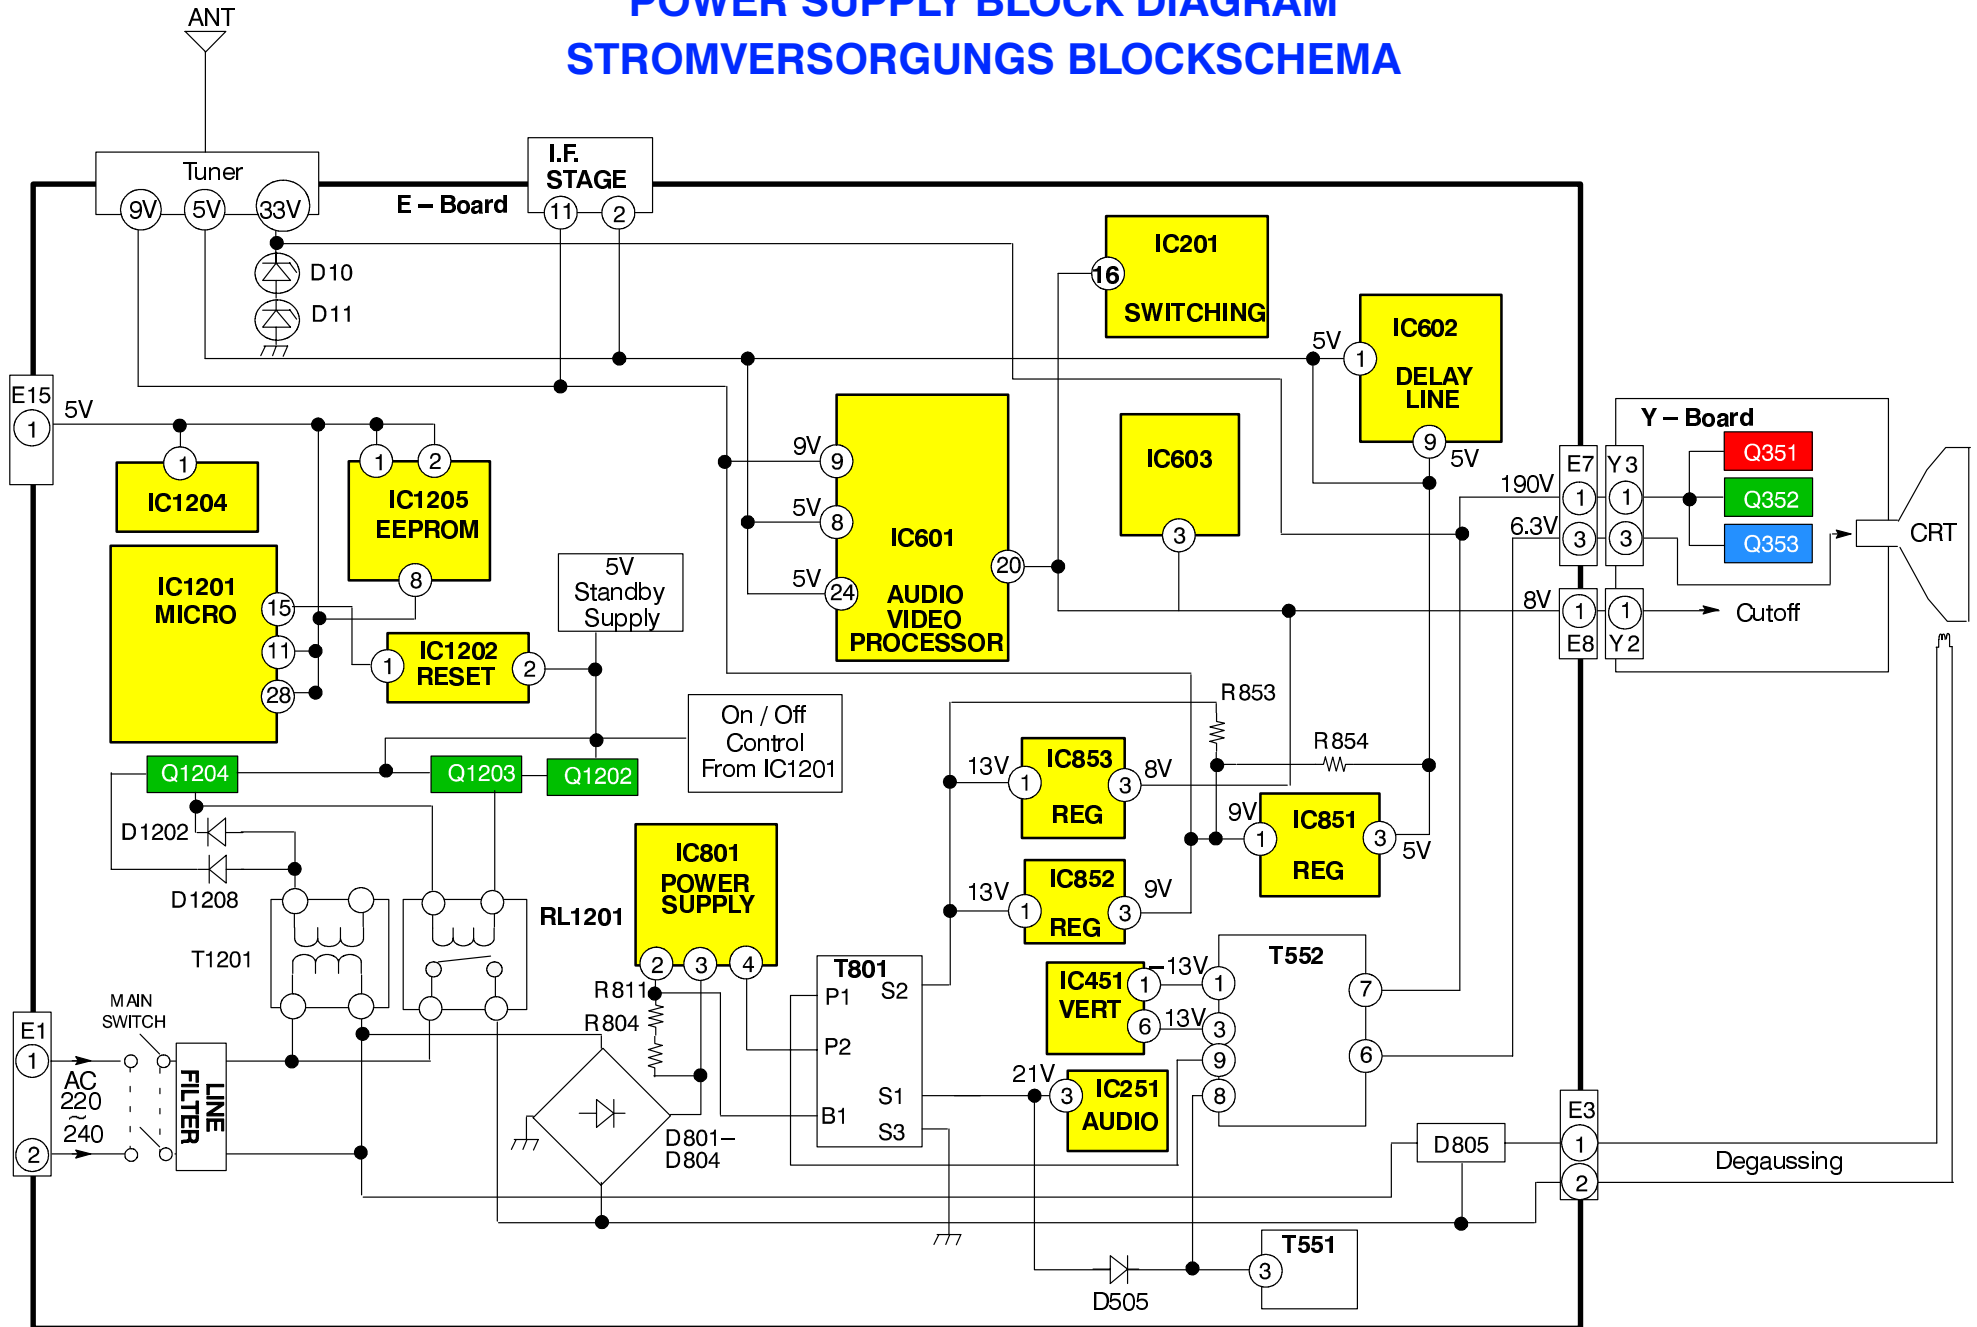 POWER SUPPLY BLOCK DIAGRAM
STROMVERSORGUNGS BLOCKSCHEMA
ANT
Tuner
9V 5V 33V
E – Board
I.F.
STAGE
11 2
D10
D11
IC201
16
SWITCHING
IC602
5V 1
DELAY
LINE
9
5V
E15
1
5V
1
IC1204
1 2
IC1205
EEPROM
8
IC1201
MICRO
15
11
28
IC1202
RESET
1 2
5V
Standby
Supply
On / Off
Control
From IC1201
9V 9
5V 8
5V 24
IC601
AUDIO
VIDEO
PROCESSOR
20
IC603
3
Y – Board
Q351
Q352
Q353
E7 Y3
190V 1 1
6.3V 3 3
8V 1 1
E8 Y2
Cutoff
CRT
Q1204 Q1203 Q1202
D1202
D1208
T1201
RL1201
IC801
POWER
SUPPLY
2 3 4
R811
R804
D801–
D804
R853
R854
IC853
13V 1 3 8V
REG
IC851
9V 1 3 5V
REG
IC852
13V 1 3 9V
REG
T801
P1 S2
P2
S1
B1
S3
IC451
VERT
1 –13V 1
6 13V 3
9
8
T552
7
6
21V 3
IC251
AUDIO
MAIN
SWITCH
E1
1
AC
220
~
240
2
LINE
FILTER
D805
E3
1
2
Degaussing
D505
T551
3